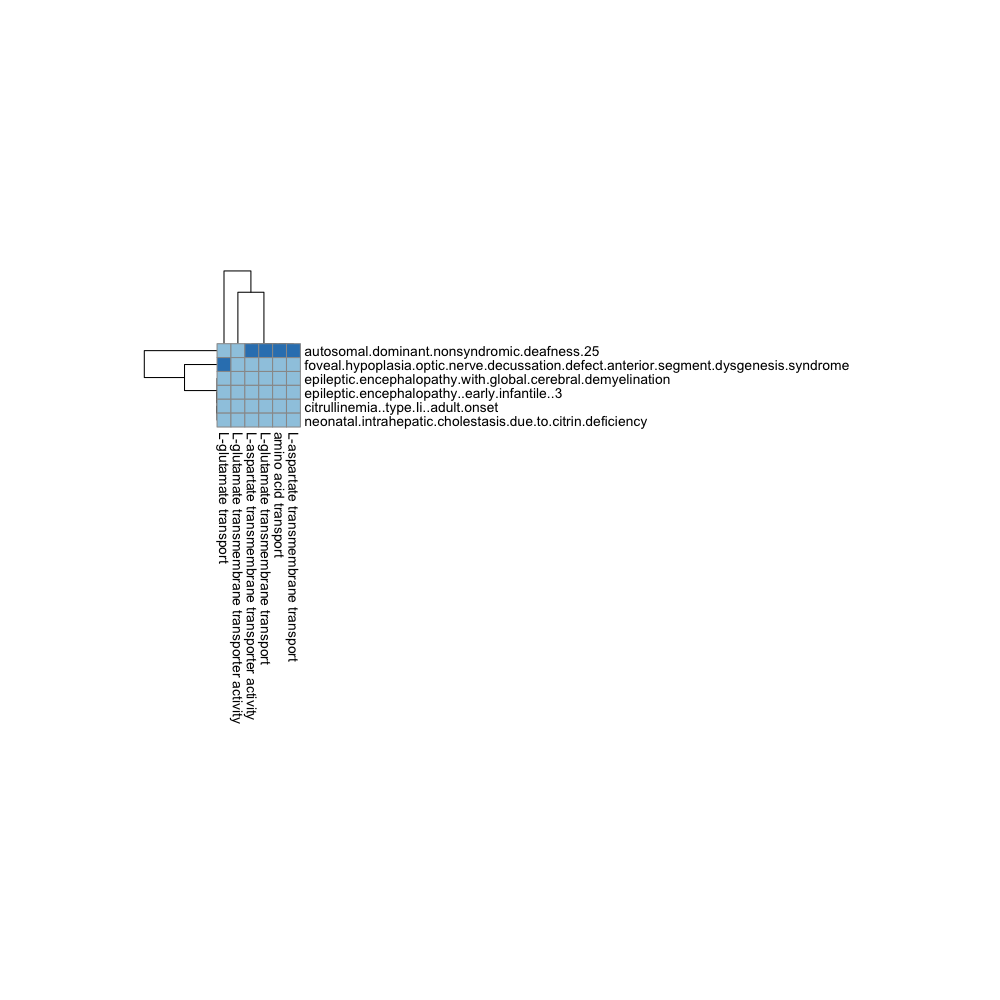 autosomal.dominant.nonsyndromic.deafness.25
foveal.hypoplasia.optic.nerve.decussation.defect.anterior.segment.dysgenesis.syndrome
epileptic.encephalopathy.with.global.cerebral.demyelination
epileptic.encephalopathy..early.infantile..3
citrullinemia..type.Ii..adult.onset
neonatal.intrahepatic.cholestasis.due.to.citrin.deficiency
L-glutamate transport
L-glutamate transmembrane transporter activity
L-aspartate transmembrane transporter activity
L-glutamate transmembrane transport
amino acid transport
L-aspartate transmembrane transport